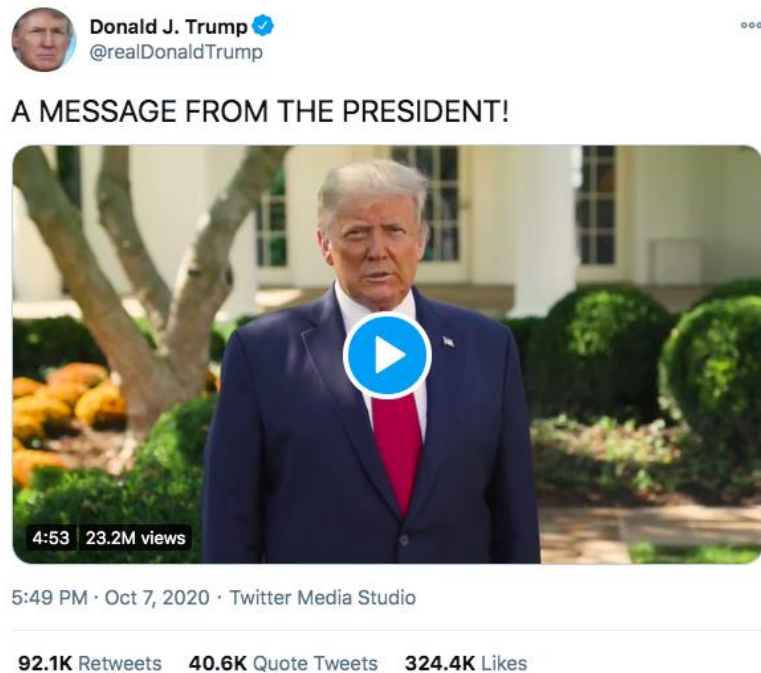 Donald J. Trump
@realDonaldTrump
A MESSAGE FROM THE PRESIDENT!
4:53 23.2M views
5:49 PM · Oct 7, 2020 · Twitter Media Studio
92.1K Retweets 40.6K Quote Tweets 324.4K Likes